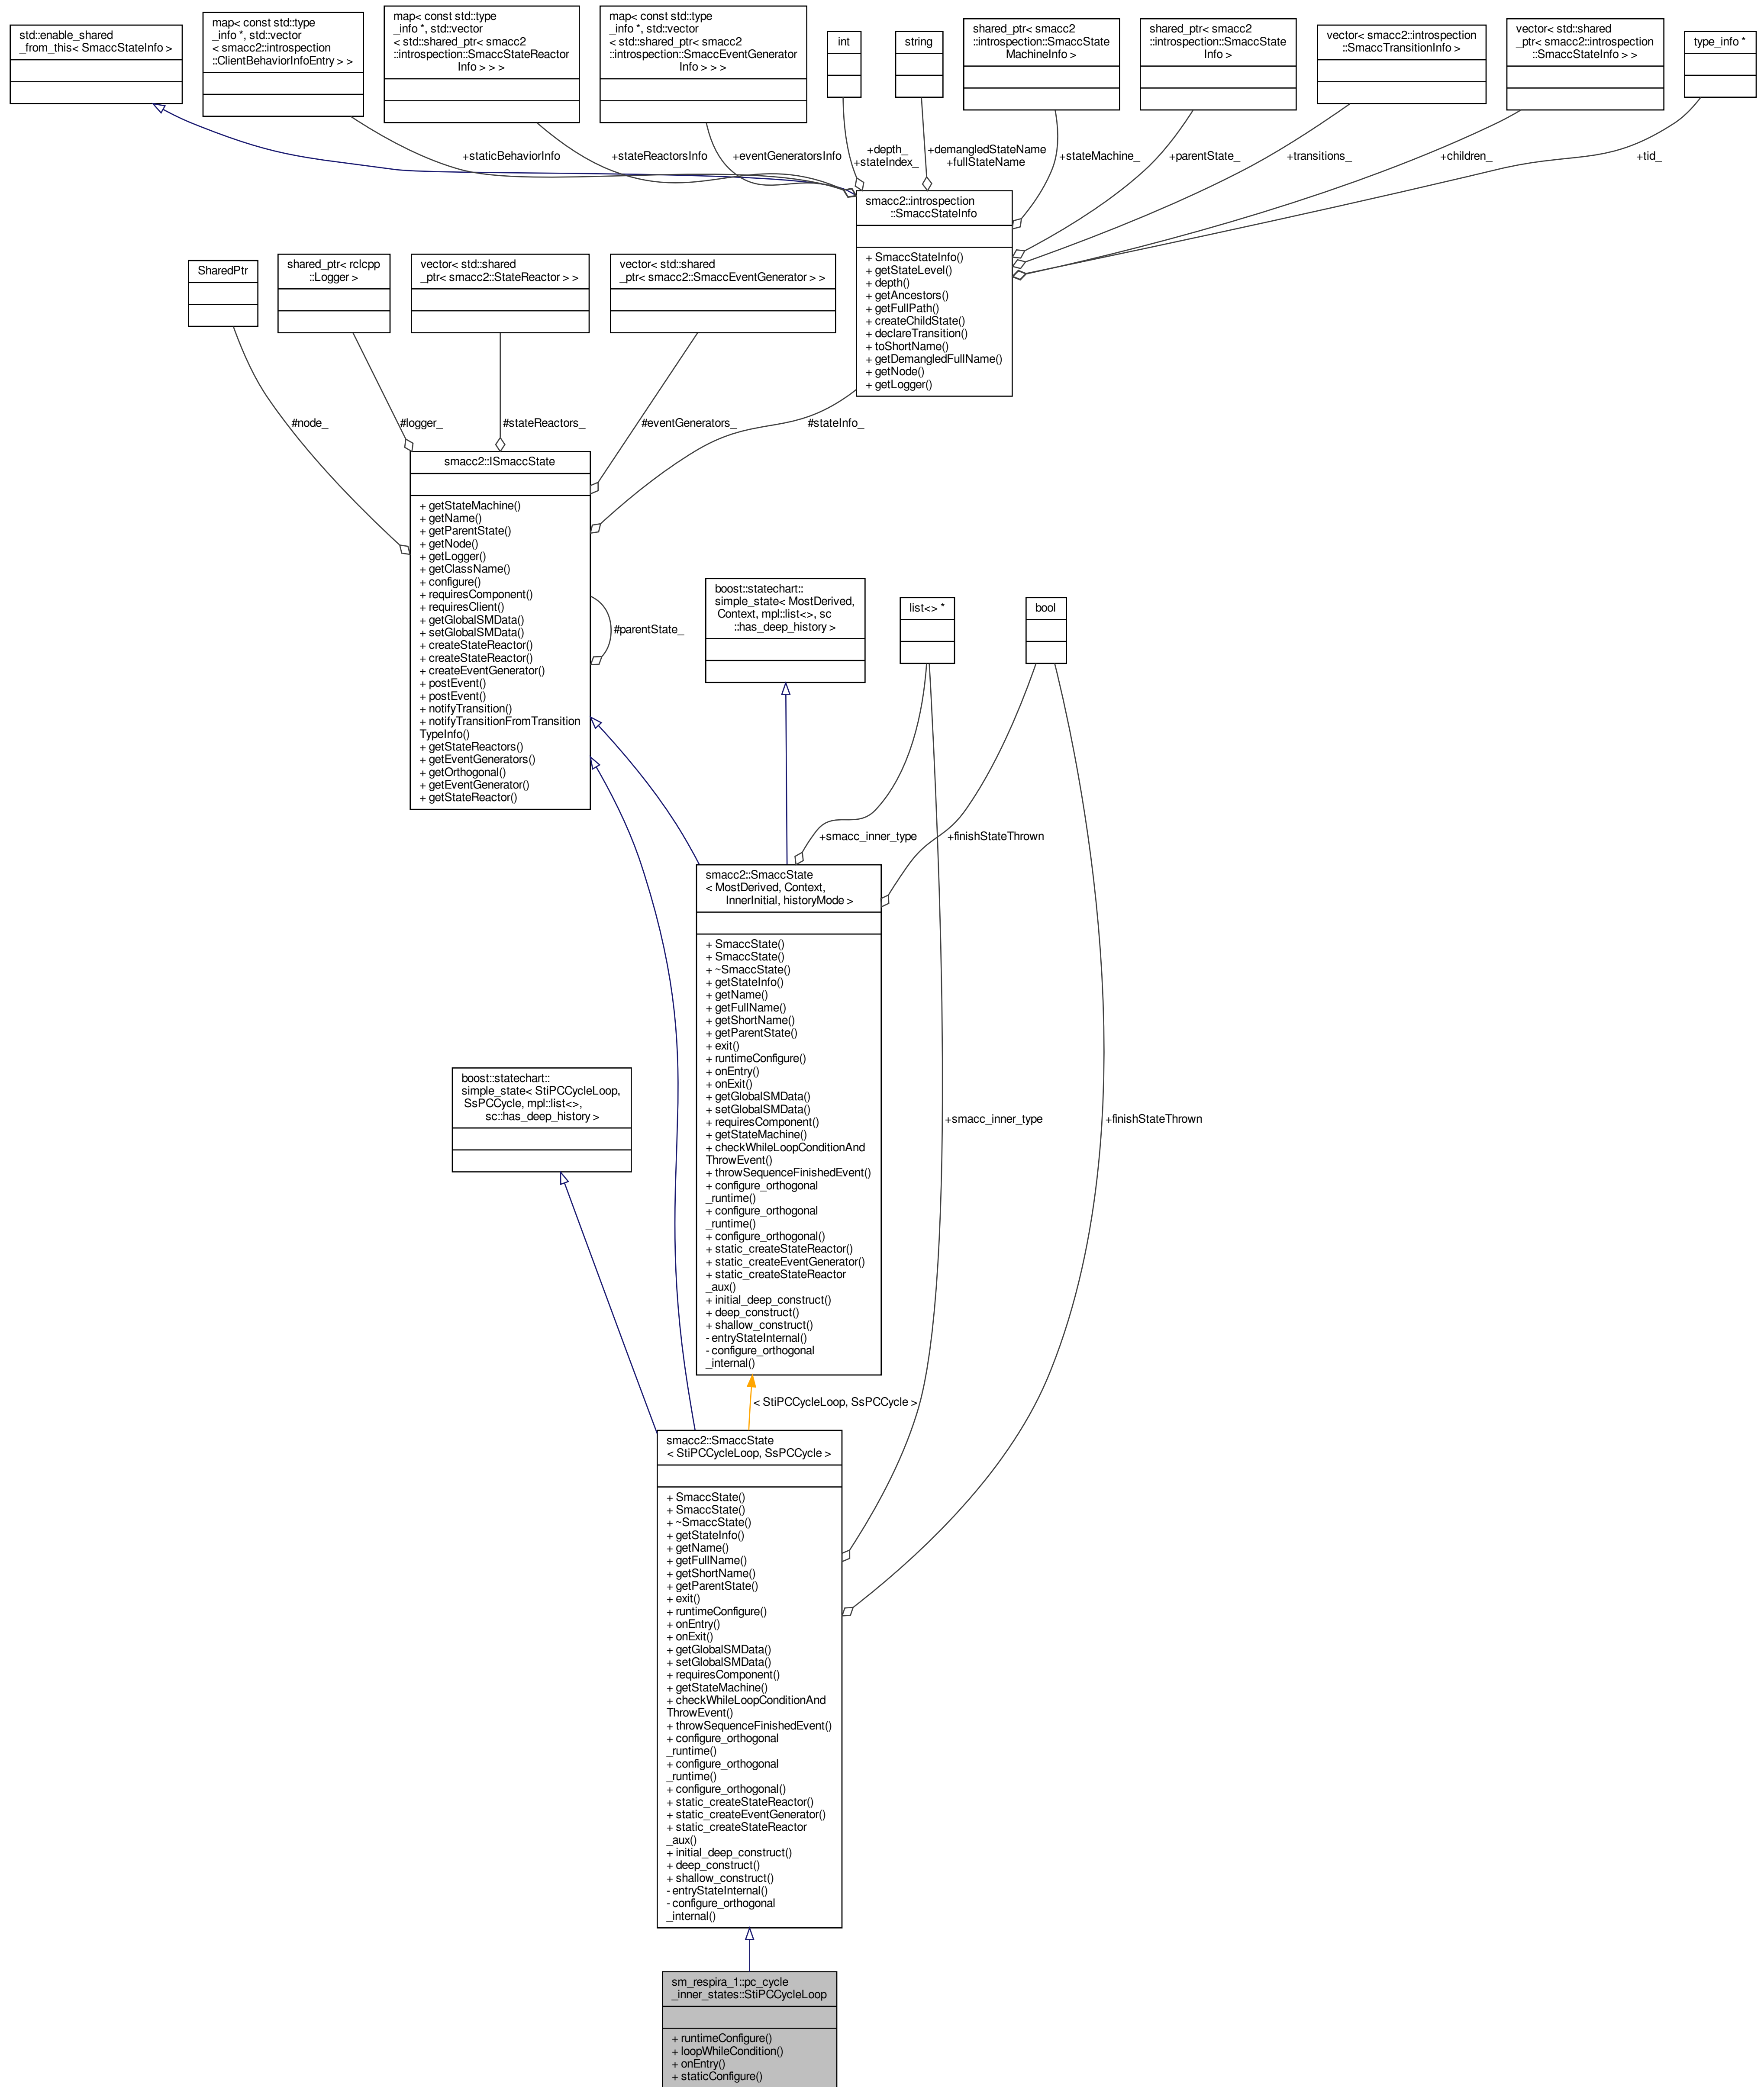 std::enable_shared
_from_this< SmaccStateInfo >
map< const std::type
_info *, std::vector
< smacc2::introspection
::ClientBehaviorInfoEntry > >
map< const std::type
_info *, std::vector
< std::shared_ptr< smacc2
::introspection::SmaccStateReactor
Info > > >
map< const std::type
_info *, std::vector
< std::shared_ptr< smacc2
::introspection::SmaccEventGenerator
Info > > >
int
string
shared_ptr< smacc2
::introspection::SmaccState
MachineInfo >
shared_ptr< smacc2
::introspection::SmaccState
Info >
vector< smacc2::introspection
::SmaccTransitionInfo >
vector< std::shared
_ptr< smacc2::introspection
::SmaccStateInfo > >
type_info *
+staticBehaviorInfo
+stateReactorsInfo
+eventGeneratorsInfo
+depth_
+stateIndex_
+demangledStateName
+fullStateName
+stateMachine_
+parentState_
+transitions_
+children_
+tid_
smacc2::introspection
::SmaccStateInfo
+ SmaccStateInfo()
+ getStateLevel()
+ depth()
+ getAncestors()
+ getFullPath()
+ createChildState()
+ declareTransition()
+ toShortName()
+ getDemangledFullName()
+ getNode()
+ getLogger()
SharedPtr
shared_ptr< rclcpp
::Logger >
vector< std::shared
_ptr< smacc2::StateReactor > >
vector< std::shared
_ptr< smacc2::SmaccEventGenerator > >
#node_
#logger_
#stateReactors_
#eventGenerators_
#stateInfo_
smacc2::ISmaccState
+ getStateMachine()
+ getName()
+ getParentState()
+ getNode()
+ getLogger()
+ getClassName()
+ configure()
+ requiresComponent()
+ requiresClient()
+ getGlobalSMData()
+ setGlobalSMData()
+ createStateReactor()
+ createStateReactor()
+ createEventGenerator()
+ postEvent()
+ postEvent()
+ notifyTransition()
+ notifyTransitionFromTransition
TypeInfo()
+ getStateReactors()
+ getEventGenerators()
+ getOrthogonal()
+ getEventGenerator()
+ getStateReactor()
#parentState_
boost::statechart::
simple_state< MostDerived,
Context, mpl::list<>, sc
::has_deep_history >
list<> *
bool
+smacc_inner_type
+finishStateThrown
smacc2::SmaccState
< MostDerived, Context,
InnerInitial, historyMode >
+ SmaccState()
+ SmaccState()
+ ~SmaccState()
+ getStateInfo()
+ getName()
+ getFullName()
+ getShortName()
+ getParentState()
+ exit()
+ runtimeConfigure()
+ onEntry()
+ onExit()
+ getGlobalSMData()
+ setGlobalSMData()
+ requiresComponent()
+ getStateMachine()
+ checkWhileLoopConditionAnd
ThrowEvent()
+ throwSequenceFinishedEvent()
+ configure_orthogonal
_runtime()
+ configure_orthogonal
_runtime()
+ configure_orthogonal()
+ static_createStateReactor()
+ static_createEventGenerator()
+ static_createStateReactor
_aux()
+ initial_deep_construct()
+ deep_construct()
+ shallow_construct()
- entryStateInternal()
- configure_orthogonal
_internal()
boost::statechart::
simple_state< StiPCCycleLoop,
SsPCCycle, mpl::list<>,
sc::has_deep_history >
+smacc_inner_type
+finishStateThrown
< StiPCCycleLoop, SsPCCycle >
smacc2::SmaccState
< StiPCCycleLoop, SsPCCycle >
+ SmaccState()
+ SmaccState()
+ ~SmaccState()
+ getStateInfo()
+ getName()
+ getFullName()
+ getShortName()
+ getParentState()
+ exit()
+ runtimeConfigure()
+ onEntry()
+ onExit()
+ getGlobalSMData()
+ setGlobalSMData()
+ requiresComponent()
+ getStateMachine()
+ checkWhileLoopConditionAnd
ThrowEvent()
+ throwSequenceFinishedEvent()
+ configure_orthogonal
_runtime()
+ configure_orthogonal
_runtime()
+ configure_orthogonal()
+ static_createStateReactor()
+ static_createEventGenerator()
+ static_createStateReactor
_aux()
+ initial_deep_construct()
+ deep_construct()
+ shallow_construct()
- entryStateInternal()
- configure_orthogonal
_internal()
sm_respira_1::pc_cycle
_inner_states::StiPCCycleLoop
+ runtimeConfigure()
+ loopWhileCondition()
+ onEntry()
+ staticConfigure()